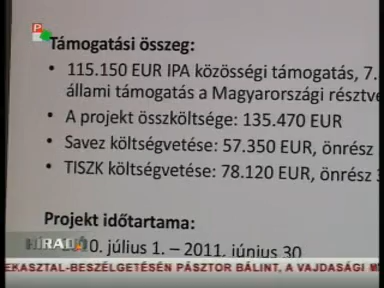 Támogatási összeg:
• 115.150 EUR IPA közösségi támogatás, 7.
állami támogatás a Magyarországi résztve
• A projekt összköltsége: 135.470 EUR
• Savez költségvetése: 57.350 EUR, önrész
• TISZK költségvetése: 78.120 EUR, önrész
Projekt időtartama:
0. július 1. – 2011. június 30
HÍRADÓ
EKASZTAL-BESZÉLGETÉSÉN PÁSZTOR BÁLINT, A VAJDASÁGI M